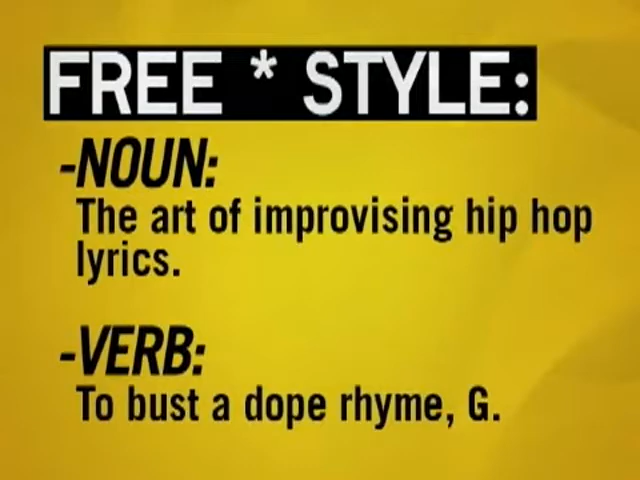 FREE * STYLE:
-NOUN:
The art of improvising hip hop
lyrics.
-VERB:
To bust a dope rhyme, G.